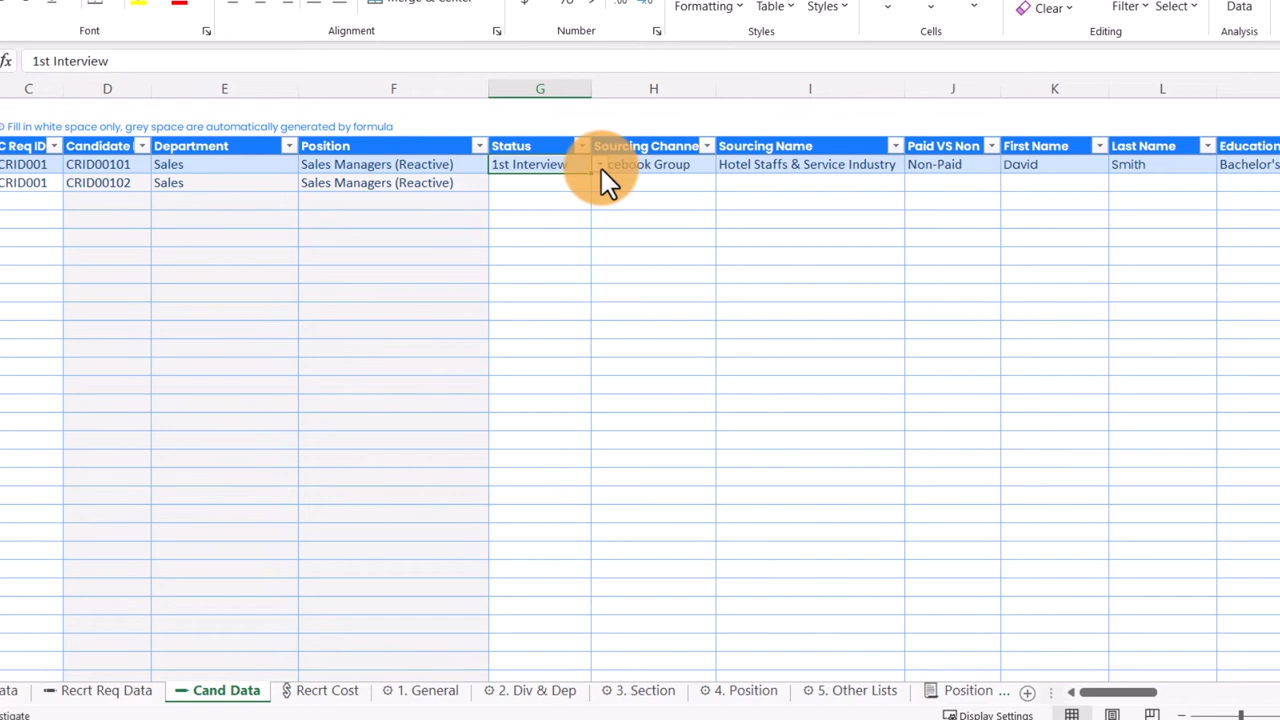 Merge & Center
Formatting Table Styles Clear Filter Select Data
Font Alignment Number Styles Cells Editing Analysis
fx 1st Interview
C D E F G H I J K L
Fill in white space only, grey space are automatically generated by formula
C Req ID Candidate Department Position Status Sourcing Channe Sourcing Name Paid VS Non First Name Last Name Education
CRID001 CRID00101 Sales Sales Managers (Reactive) 1st Interview cebook Group Hotel Staffs & Service Industry Non-Paid David Smith Bachelor's
CRID001 CRID00102 Sales Sales Managers (Reactive)
ata Recrt Req Data Cand Data Recrt Cost 1. General 2. Div & Dep 3. Section 4. Position 5. Other Lists Position ...
stigate Display Settings